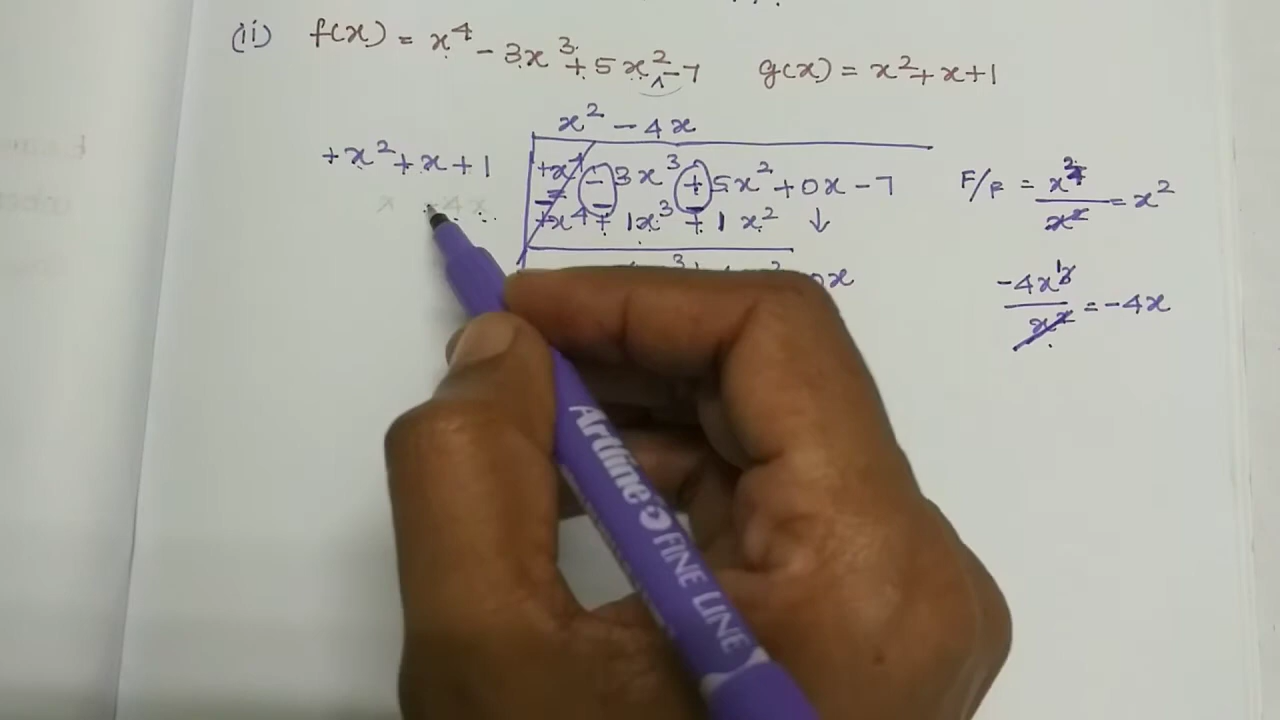 (ii) f(x) = x⁴ - 3x³ + 5x² - 7 g(x) = x² + x + 1
x² - 4x
+x² + x + 1 +x⁴ - 3x³ + 5x² + 0x - 7 F/F = x⁴/x² = x²
+x⁴ + 1x³ + 1x² ↓
0x -4x³/x² = -4x
Artline FINE LINE